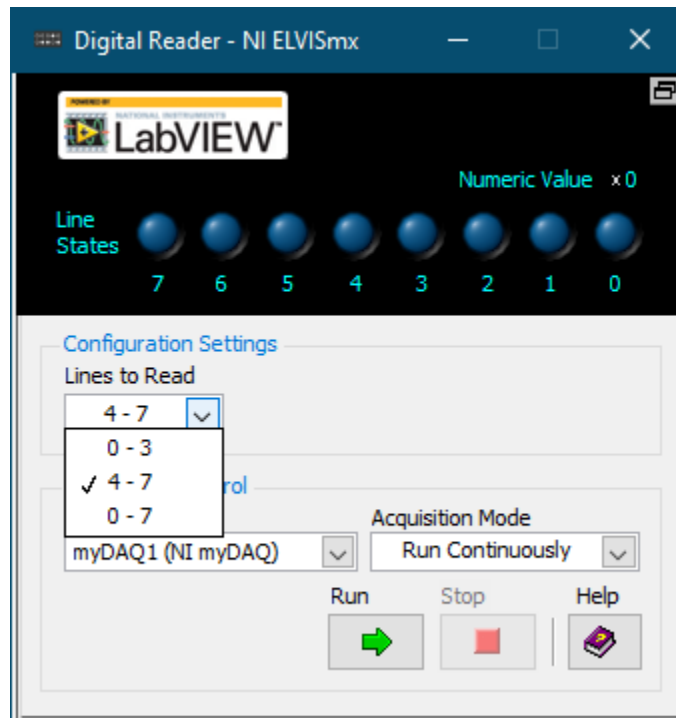 Digital Reader - NI ELVISmx
POWERED BY
NATIONAL INSTRUMENTS
LabVIEW™
Numeric Value x 0
Line
States
7 6 5 4 3 2 1 0
Configuration Settings
Lines to Read
4 - 7
0 - 3
✓ 4 - 7
0 - 7
rol
Acquisition Mode
myDAQ1 (NI myDAQ) Run Continuously
Run Stop Help